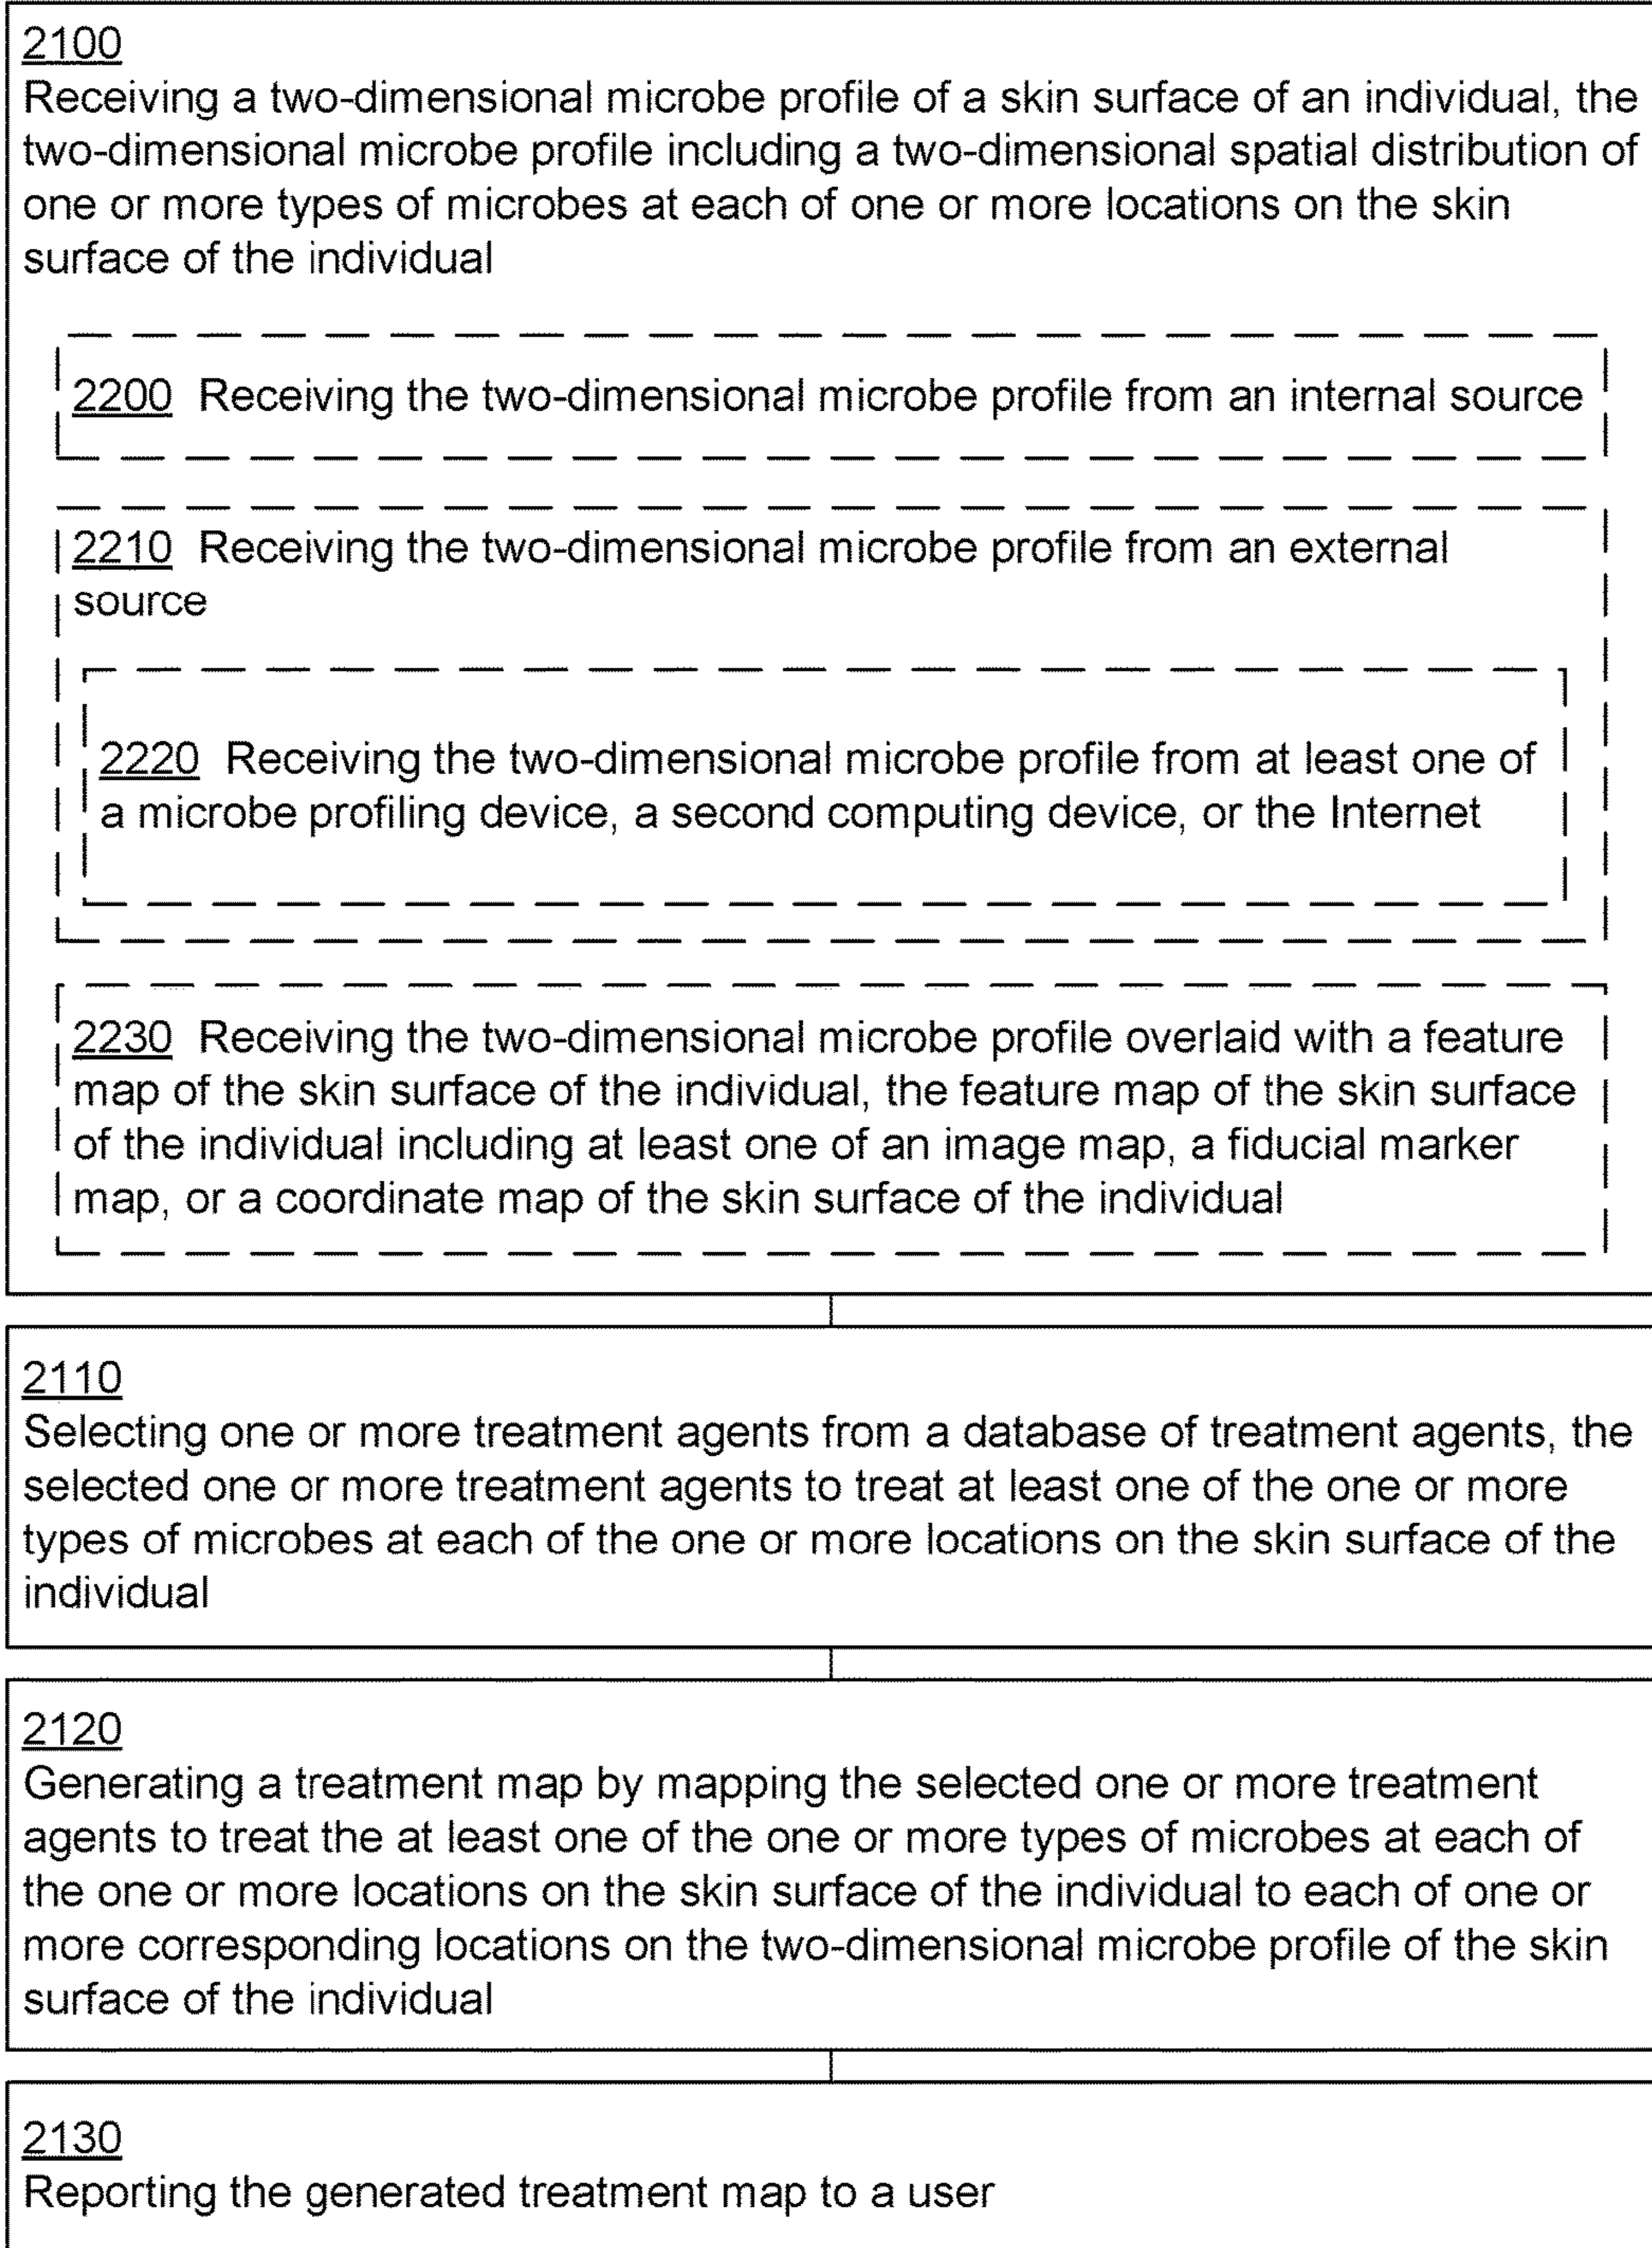 2100
Receiving a two-dimensional microbe profile of a skin surface of an individual, the
two-dimensional microbe profile including a two-dimensional spatial distribution of
one or more types of microbes at each of one or more locations on the skin
surface of the individual
2200 Receiving the two-dimensional microbe profile from an internal source
2210 Receiving the two-dimensional microbe profile from an external
source
2220 Receiving the two-dimensional microbe profile from at least one of
a microbe profiling device, a second computing device, or the Internet
2230 Receiving the two-dimensional microbe profile overlaid with a feature
map of the skin surface of the individual, the feature map of the skin surface
of the individual including at least one of an image map, a fiducial marker
map, or a coordinate map of the skin surface of the individual
2110
Selecting one or more treatment agents from a database of treatment agents, the
selected one or more treatment agents to treat at least one of the one or more
types of microbes at each of the one or more locations on the skin surface of the
individual
2120
Generating a treatment map by mapping the selected one or more treatment
agents to treat the at least one of the one or more types of microbes at each of
the one or more locations on the skin surface of the individual to each of one or
more corresponding locations on the two-dimensional microbe profile of the skin
surface of the individual
2130
Reporting the generated treatment map to a user